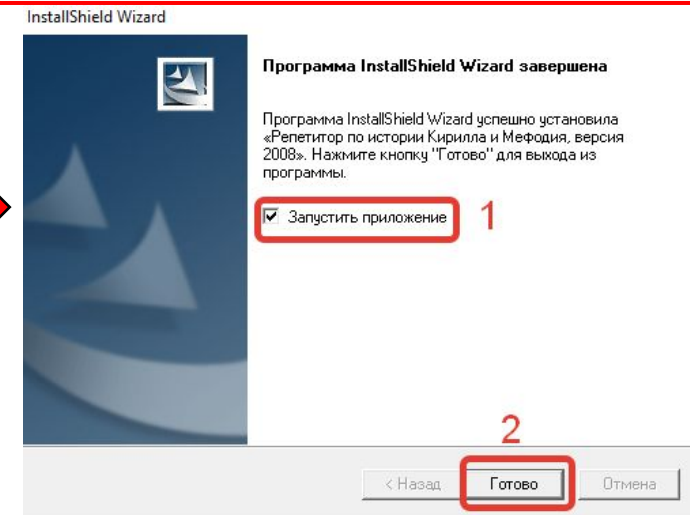 InstallShield Wizard
Программа InstallShield Wizard завершена
Программа InstallShield Wizard успешно установила
«Репетитор по истории Кирилла и Мефодия, версия
2008». Нажмите кнопку "Готово" для выхода из
программы.
Запустить приложение 1
2
< Назад Готово Отмена